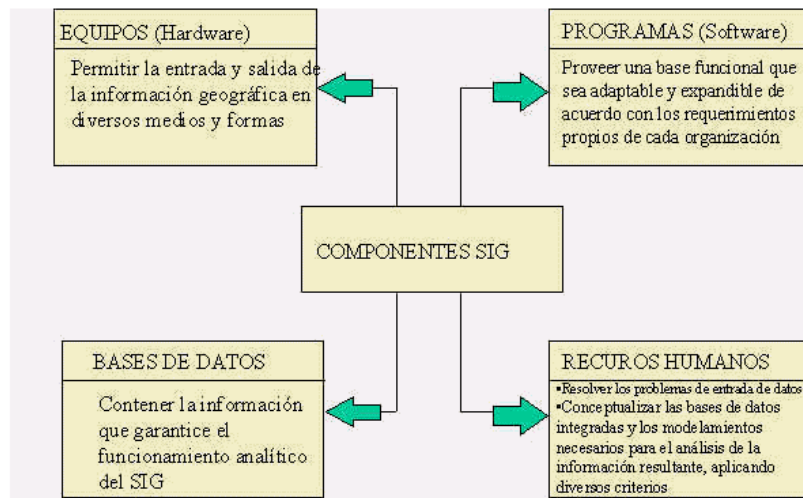 EQUIPOS (Hardware)
Permitir la entrada y salida de
la información geográfica en
diversos medios y formas
PROGRAMAS (Software)
Proveer una base funcional que
sea adaptable y expandible de
acuerdo con los requerimientos
propios de cada organización
COMPONENTES SIG
BASES DE DATOS
Contener la información
que garantice el
funcionamiento analítico
del SIG
RECUROS HUMANOS
•Resolver los problemas de entrada de datos
•Conceptualizar las bases de datos
integradas y los modelamientos
necesarios para el análisis de la
información resultante, aplicando
diversos criterios